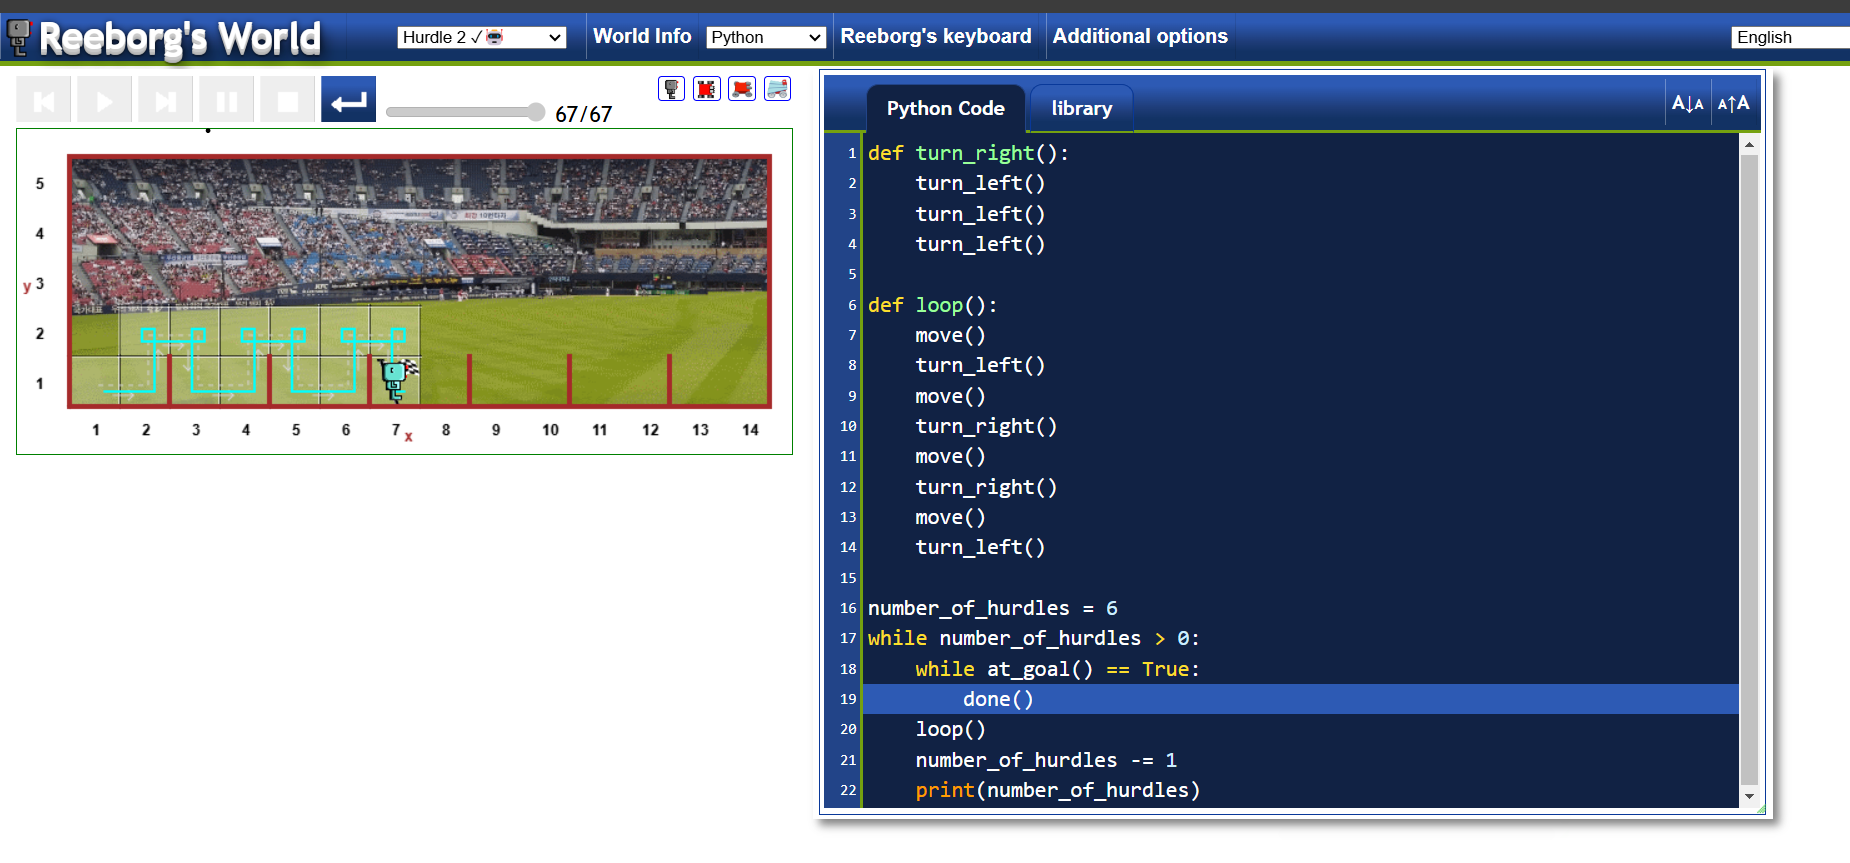 Reeborg's World
Hurdle 2 ✓
World Info
Python
Reeborg's keyboard
Additional options
English
67/67
Python Code
library
A↓A
A↑A
5
4
y 3
2
1
1 2 3 4 5 6 7 x 8 9 10 11 12 13 14
1 def turn_right():
2     turn_left()
3     turn_left()
4     turn_left()
5
6 def loop():
7     move()
8     turn_left()
9     move()
10     turn_right()
11     move()
12     turn_right()
13     move()
14     turn_left()
15
16 number_of_hurdles = 6
17 while number_of_hurdles > 0:
18     while at_goal() == True:
19         done()
20     loop()
21     number_of_hurdles -= 1
22     print(number_of_hurdles)